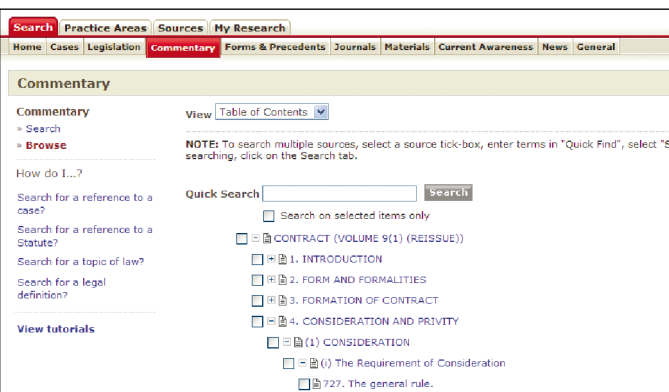 Search Practice Areas Sources My Research
Home Cases Legislation Commentary Forms & Precedents Journals Materials Current Awareness News General
Commentary
Commentary
» Search
» Browse
How do I...?
Search for a reference to a
case?
Search for a reference to a
Statute?
Search for a topic of law?
Search for a legal
definition?
View tutorials
View Table of Contents
NOTE: To search multiple sources, select a source tick-box, enter terms in "Quick Find", select "S
searching, click on the Search tab.
Quick Search Search
Search on selected items only
CONTRACT (VOLUME 9(1) (REISSUE))
1. INTRODUCTION
2. FORM AND FORMALITIES
3. FORMATION OF CONTRACT
4. CONSIDERATION AND PRIVITY
(1) CONSIDERATION
(i) The Requirement of Consideration
727. The general rule.